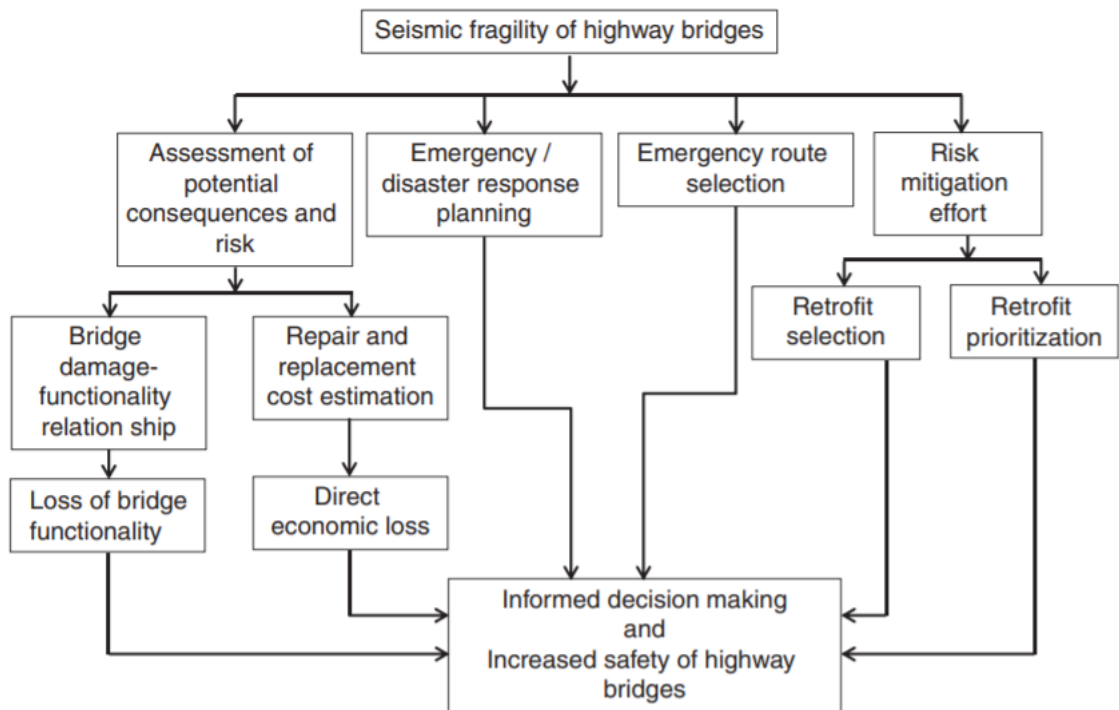 Seismic fragility of highway bridges
Assessment of
potential
consequences and
risk
Emergency /
disaster response
planning
Emergency route
selection
Risk
mitigation
effort
Bridge
damage-
functionality
relation ship
Repair and
replacement
cost estimation
Retrofit
selection
Retrofit
prioritization
Loss of bridge
functionality
Direct
economic loss
Informed decision making
and
Increased safety of highway
bridges